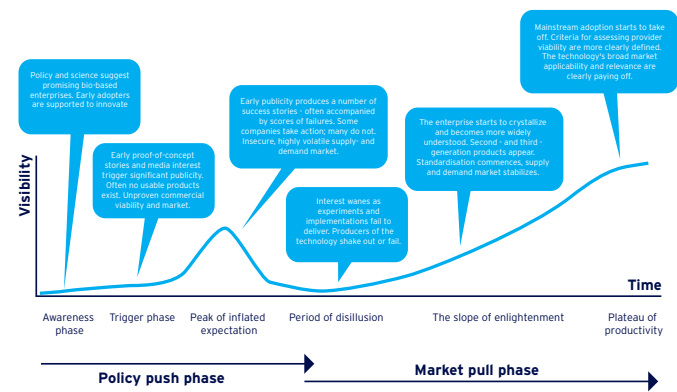 Mainstream adoption starts to take
off. Criteria for assessing provider
viability are more clearly defined.
The technology's broad market
applicability and relevance are
clearly paying off.
Policy and science suggest
promising bio-based
enterprises. Early adopters
are supported to innovate
Early publicity produces a number of
success stories - often accompanied
by scores of failures. Some
companies take action; many do not.
Insecure, highly volatile supply- and
demand market.
The enterprise starts to crystallize
and becomes more widely
understood. Second - and third -
generation products appear.
Standardisation commences, supply
and demand market stabilizes.
Early proof-of-concept
stories and media interest
trigger significant publicity.
Often no usable products
exist. Unproven commercial
viability and market.
Interest wanes as
experiments and
implementations fail to
deliver. Producers of the
technology shake out or fail.
Visibility
Time
Awareness
phase
Trigger phase
Peak of inflated
expectation
Period of disillusion
The slope of enlightenment
Plateau of
productivity
Policy push phase
Market pull phase